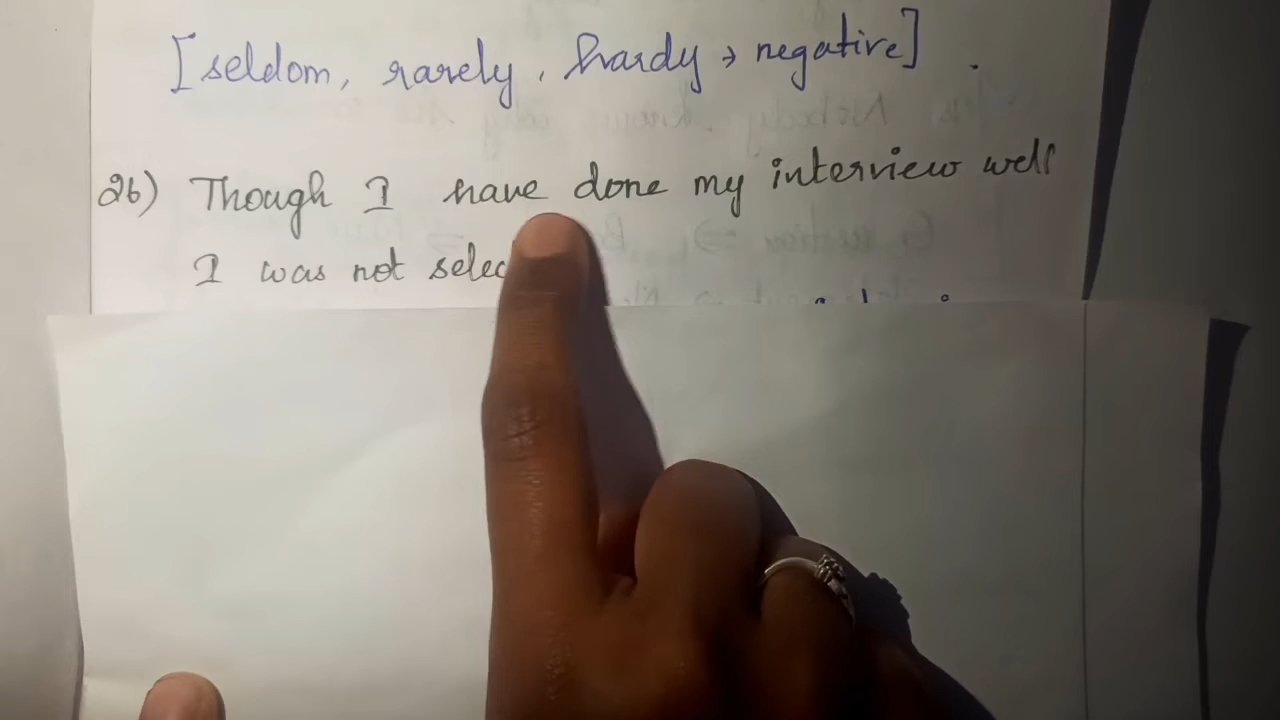 [seldom, rarely, hardy → negative].
26) Though I have done my interview well
I was not selec